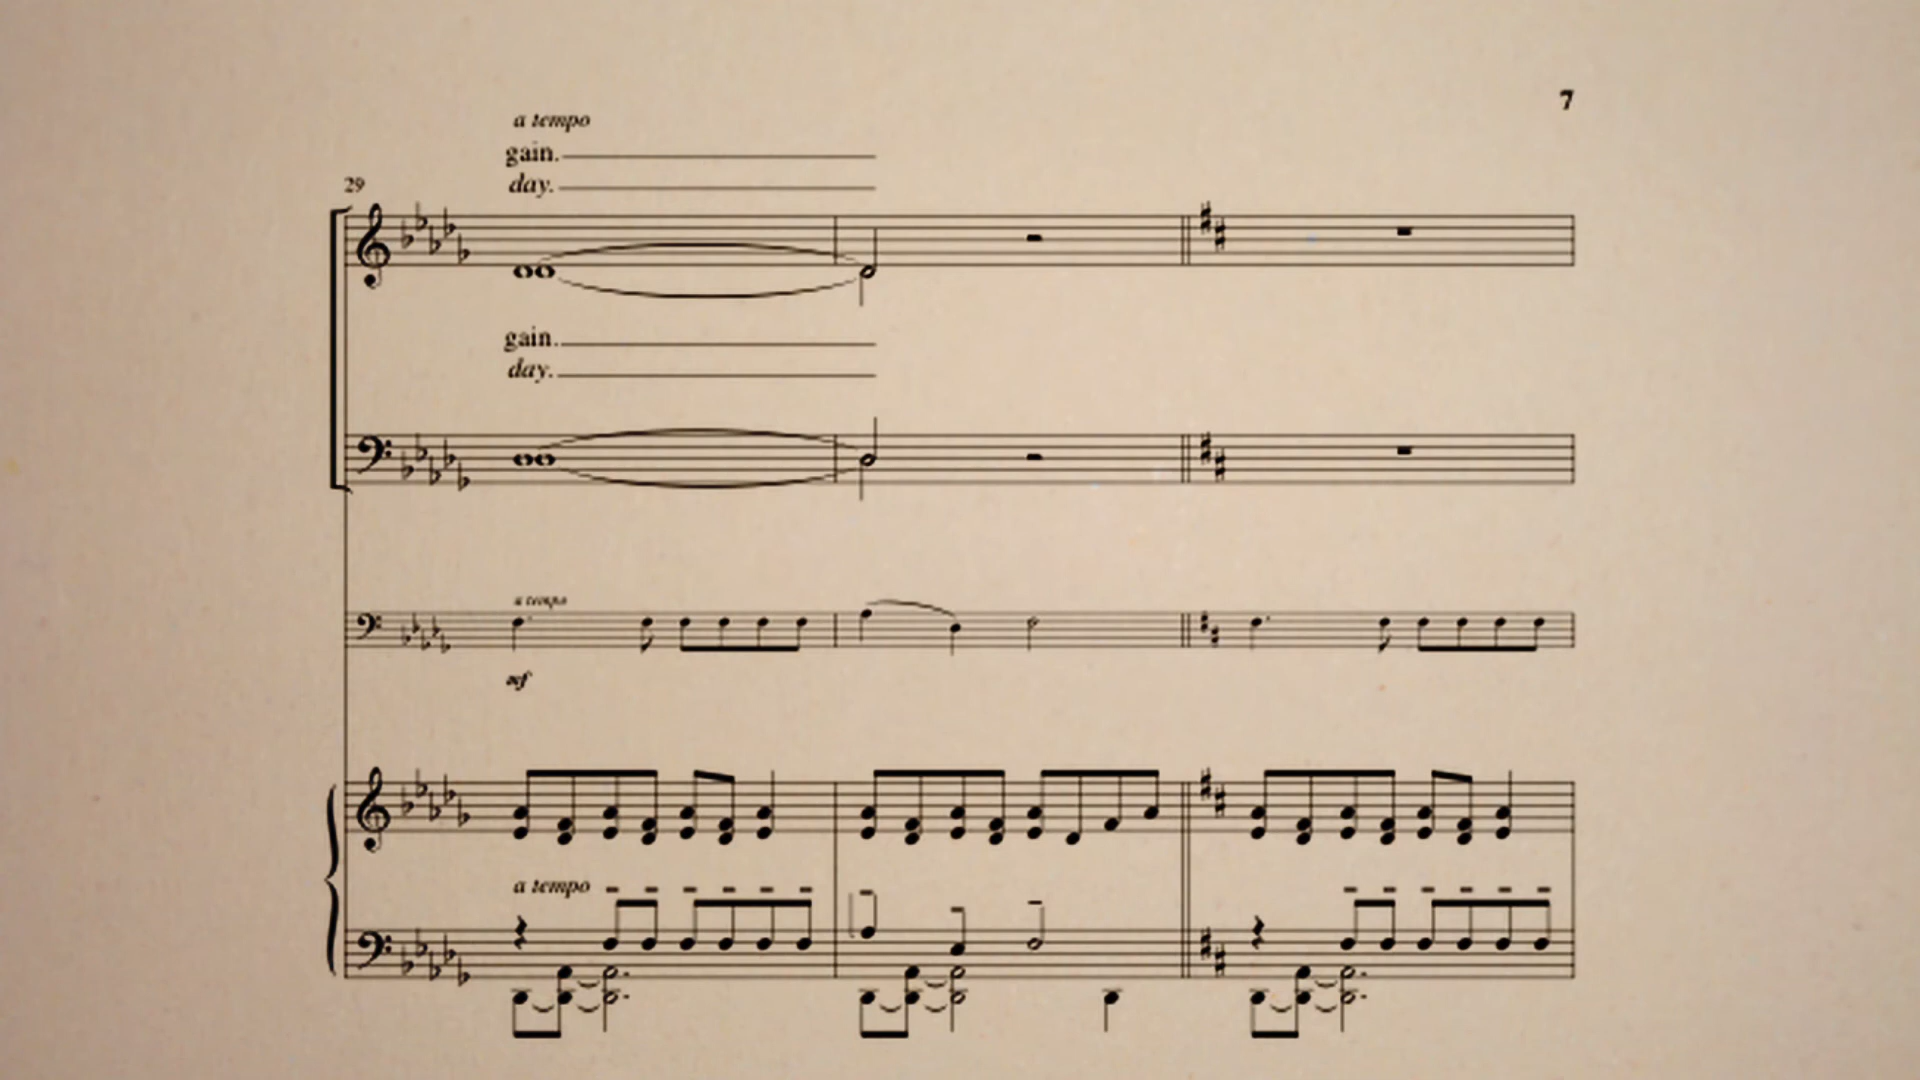 7
a tempo
gain.
day.
29
gain.
day.
a tempo
mf
a tempo